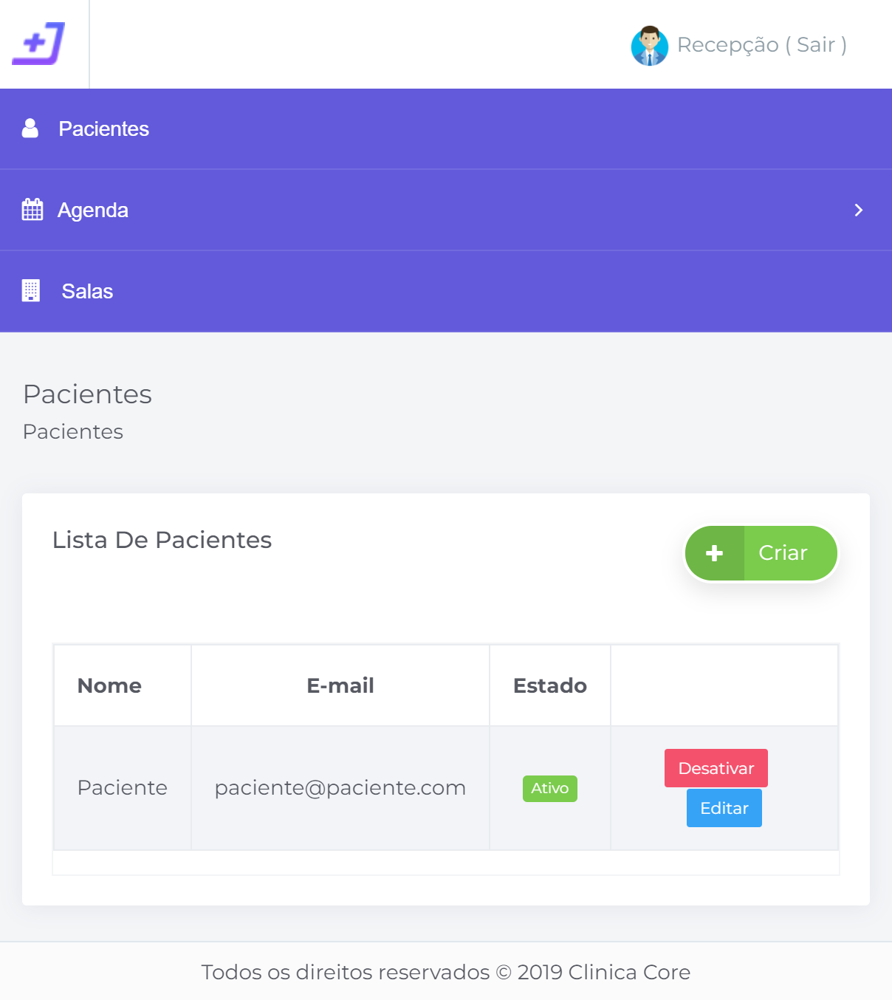 Recepção ( Sair )
Pacientes
Agenda
Salas
Pacientes
Pacientes
Lista De Pacientes
Criar
Nome E-mail Estado
Paciente paciente@paciente.com Ativo Desativar
Editar
Todos os direitos reservados © 2019 Clinica Core